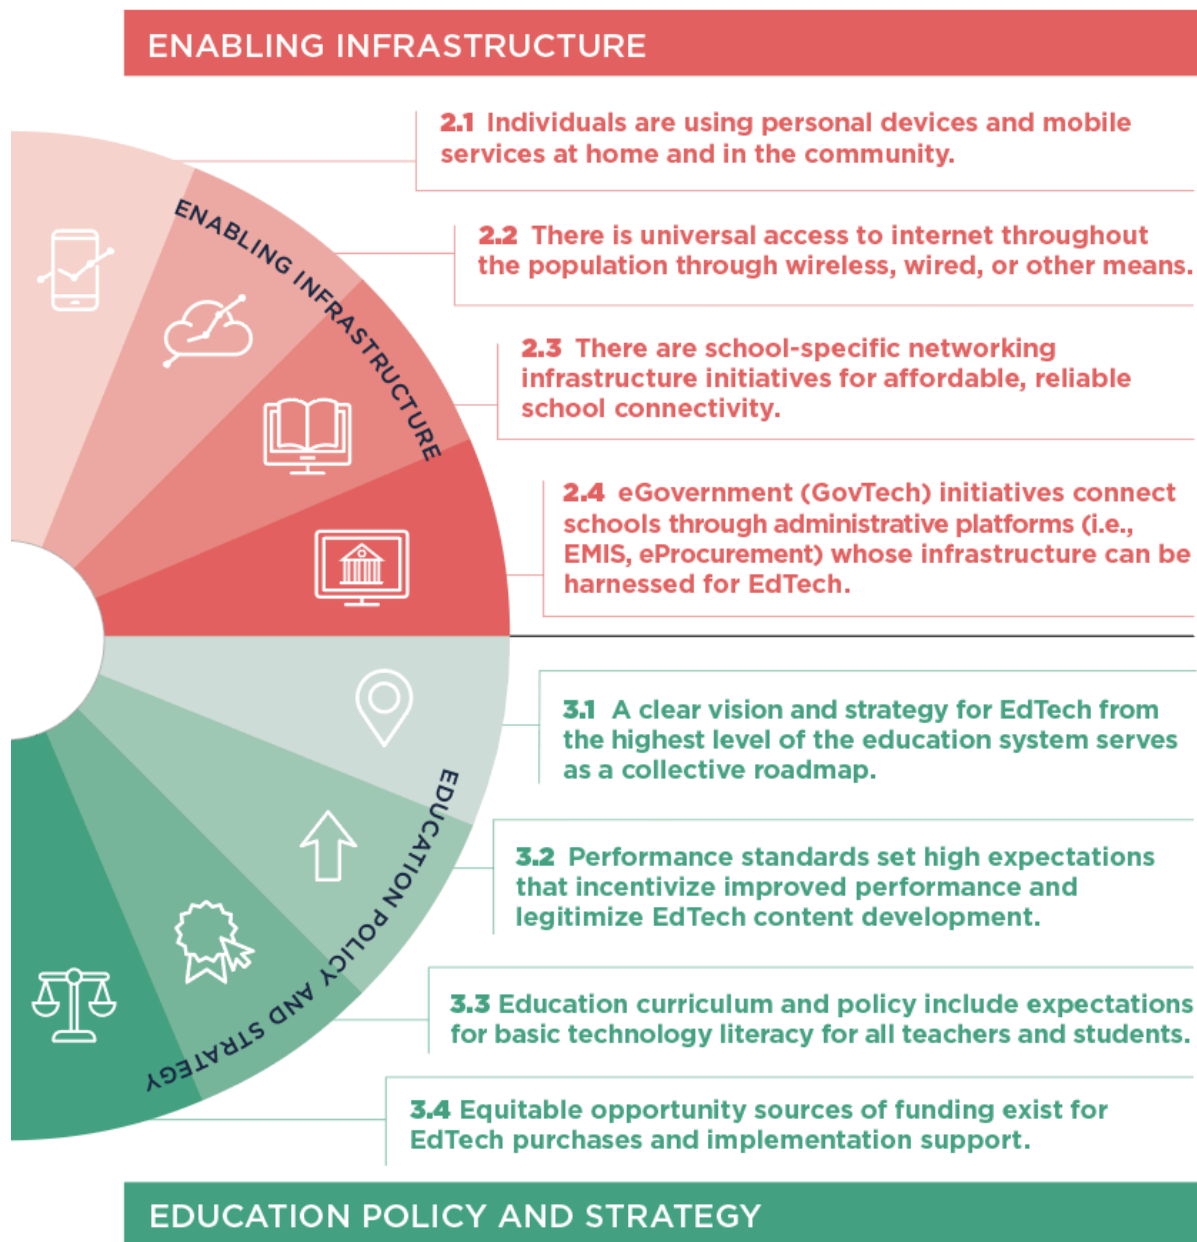 ENABLING INFRASTRUCTURE
2.1 Individuals are using personal devices and mobile
services at home and in the community.
2.2 There is universal access to internet throughout
the population through wireless, wired, or other means.
2.3 There are school-specific networking
infrastructure initiatives for affordable, reliable
school connectivity.
2.4 eGovernment (GovTech) initiatives connect
schools through administrative platforms (i.e.,
EMIS, eProcurement) whose infrastructure can be
harnessed for EdTech.
ENABLING INFRASTRUCTURE
3.1 A clear vision and strategy for EdTech from
the highest level of the education system serves
as a collective roadmap.
3.2 Performance standards set high expectations
that incentivize improved performance and
legitimize EdTech content development.
3.3 Education curriculum and policy include expectations
for basic technology literacy for all teachers and students.
3.4 Equitable opportunity sources of funding exist for
EdTech purchases and implementation support.
EDUCATION POLICY AND STRATEGY
EDUCATION POLICY AND STRATEGY